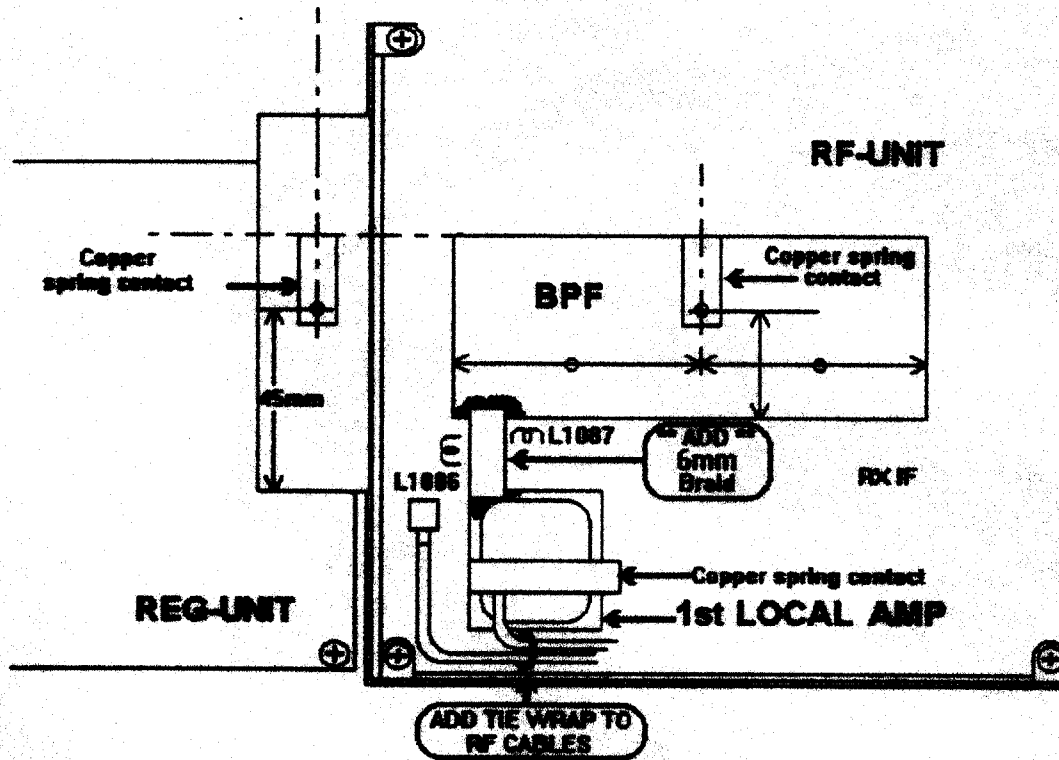 RF-UNIT
Copper
spring contact
Copper spring
contact
BPF
45mm
L1087
** ADD **
6mm
Braid
RX IF
L1086
Copper spring contact
REG-UNIT
1st LOCAL AMP
ADD TIE WRAP TO
RF CABLES